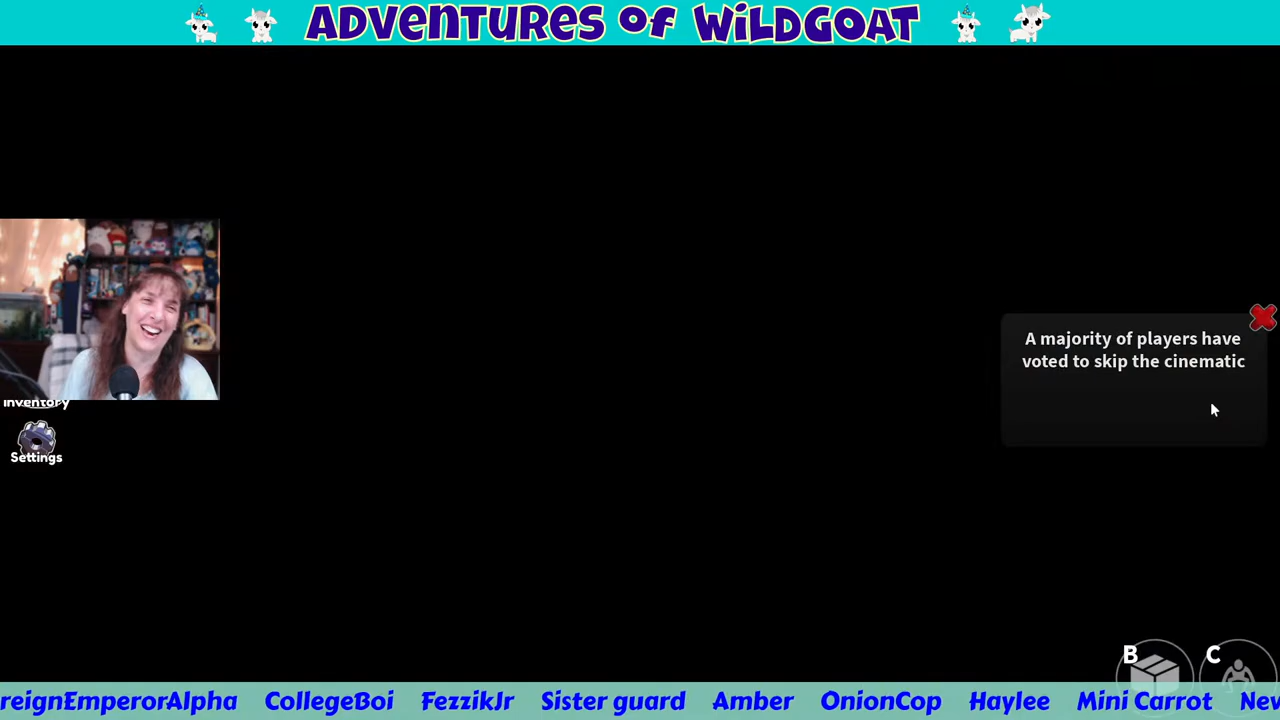 ADVENTURES OF WILDGOAT
A majority of players have
voted to skip the cinematic
Inventory
Settings
B
C
reignEmperorAlpha CollegeBoi FezzikJr Sister guard Amber OnionCop Haylee Mini Carrot